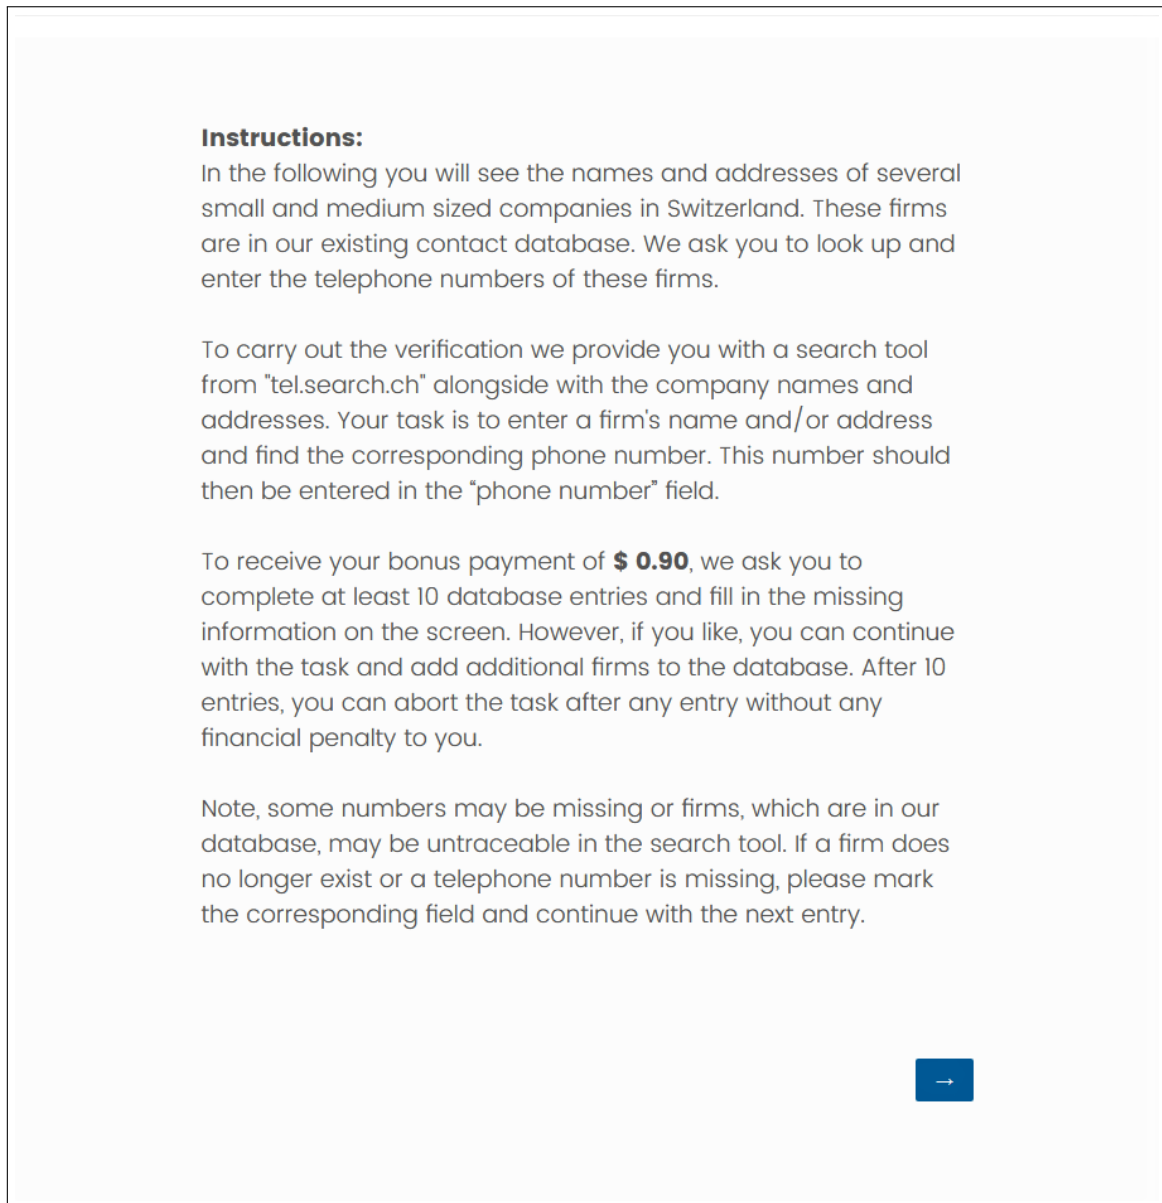 Instructions:
In the following you will see the names and addresses of several
small and medium sized companies in Switzerland. These firms
are in our existing contact database. We ask you to look up and
enter the telephone numbers of these firms.
To carry out the verification we provide you with a search tool
from "tel.search.ch" alongside with the company names and
addresses. Your task is to enter a firm's name and/or address
and find the corresponding phone number. This number should
then be entered in the “phone number” field.
To receive your bonus payment of $ 0.90, we ask you to
complete at least 10 database entries and fill in the missing
information on the screen. However, if you like, you can continue
with the task and add additional firms to the database. After 10
entries, you can abort the task after any entry without any
financial penalty to you.
Note, some numbers may be missing or firms, which are in our
database, may be untraceable in the search tool. If a firm does
no longer exist or a telephone number is missing, please mark
the corresponding field and continue with the next entry.
→